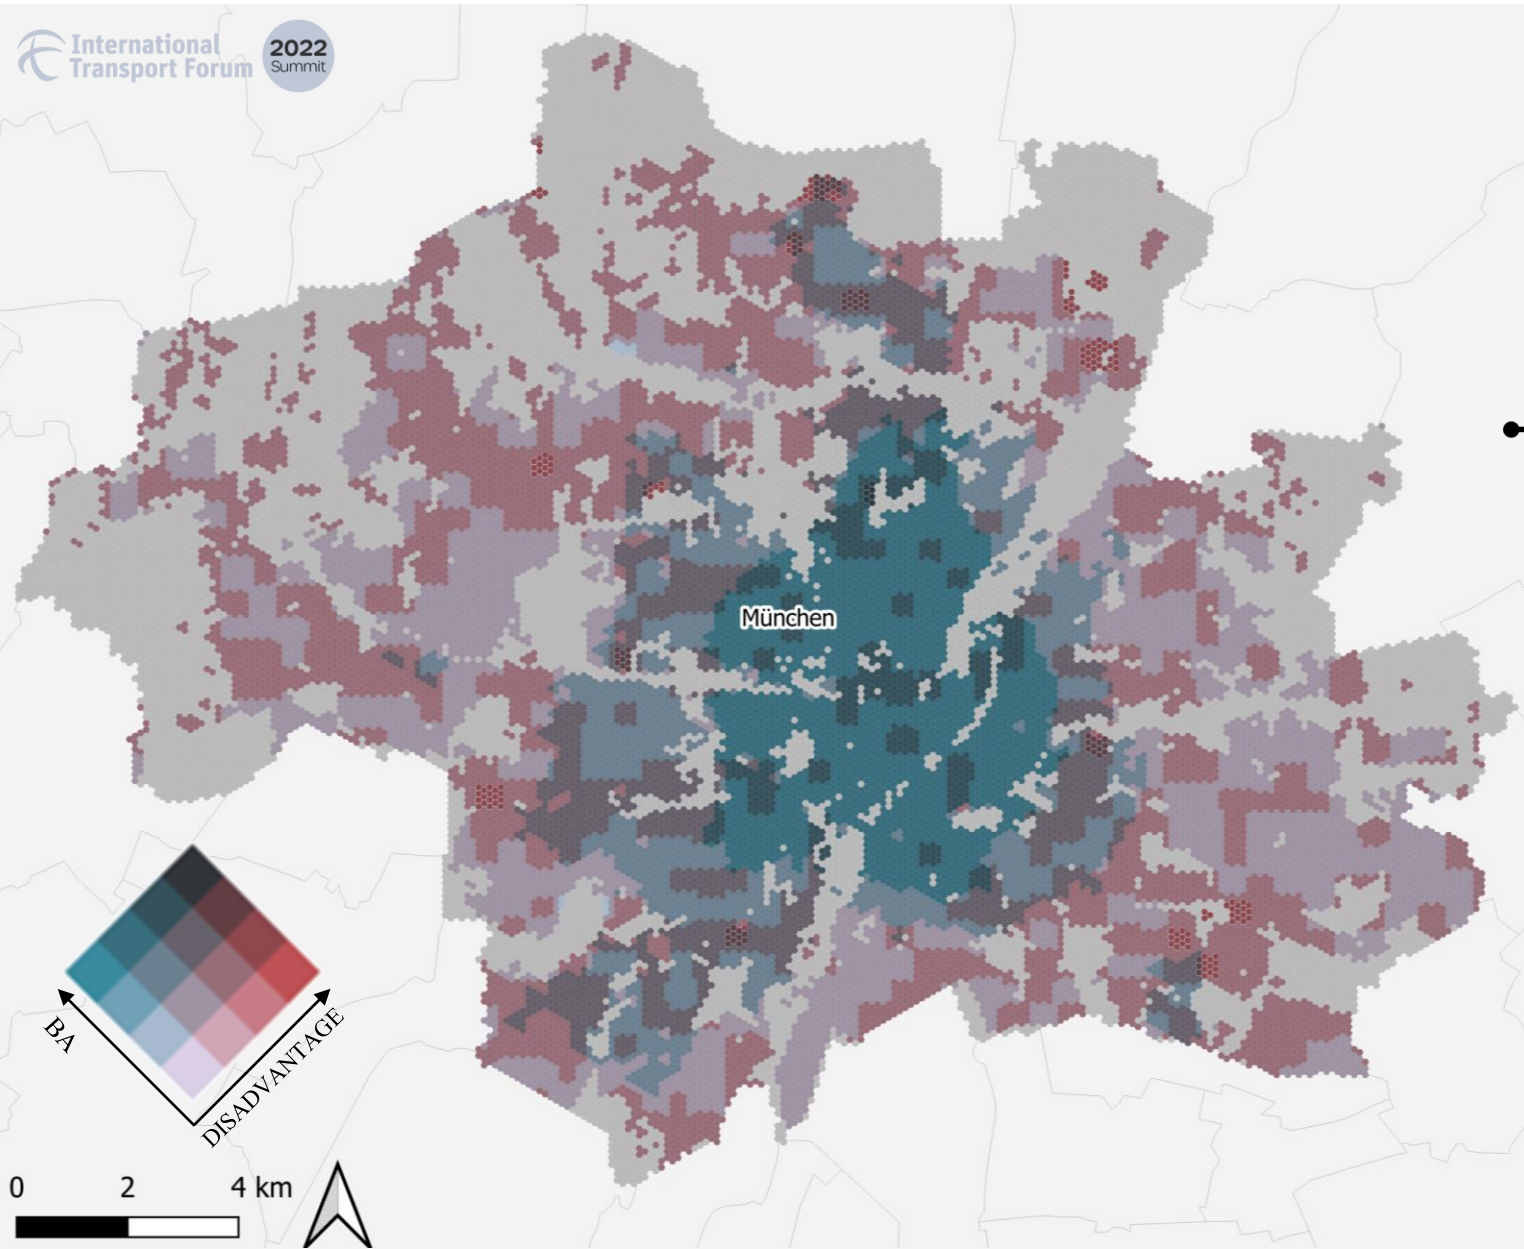 International
Transport Forum
2022
Summit
München
BA
DISADVANTAGE
0 2 4 km